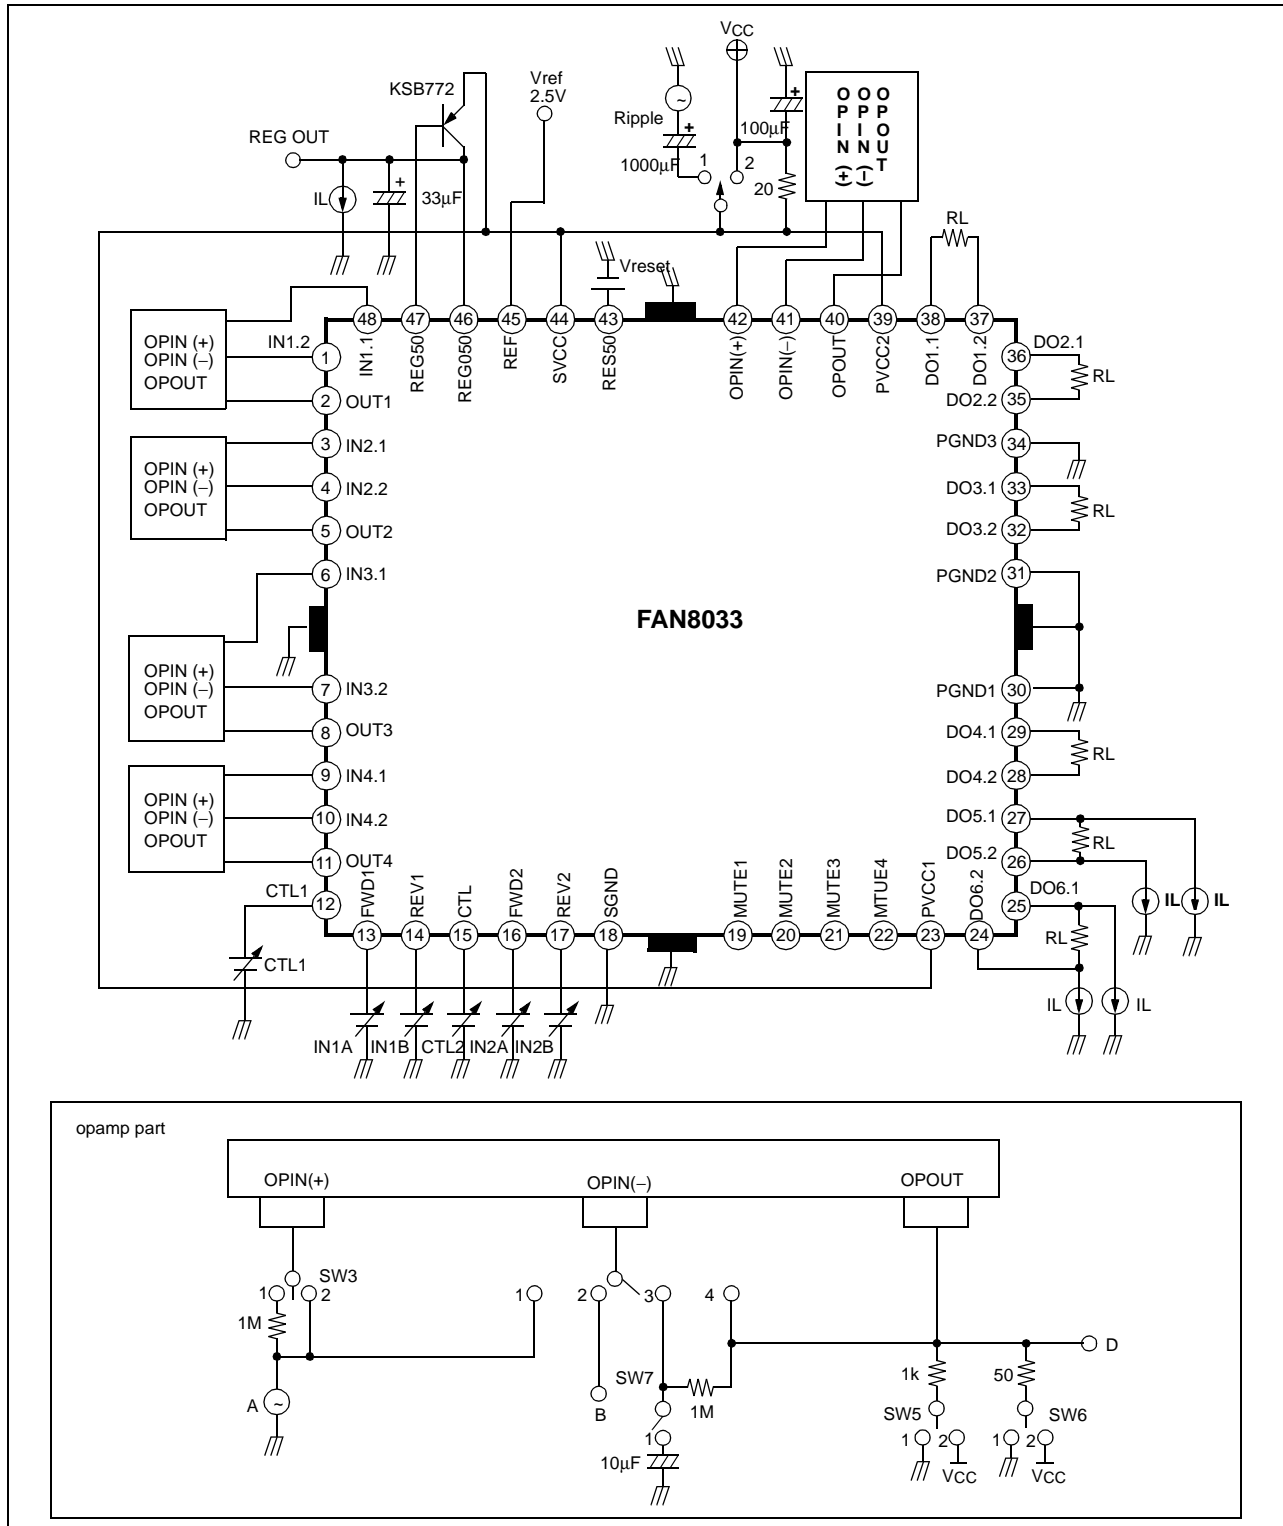 VCC
KSB772
Vref
2.5V
OPIN (+)
OPIN (−)
OPOUT
Ripple
+
+
100µF
REG OUT
1000µF
1
2
20
+
IL
33µF
RL
Vreset
48
47
46
45
44
43
42
41
40
39
38
37
IN1.1
REG50
REG050
REF
SVCC
RES50
OPIN(+)
OPIN(−)
OPOUT
PVCC2
DO1.1
DO1.2
OPIN (+)
OPIN (−)
OPOUT
IN1.2
1
2
OUT1
OPIN (+)
OPIN (−)
OPOUT
3
IN2.1
4
IN2.2
5
OUT2
6
IN3.1
OPIN (+)
OPIN (−)
OPOUT
7
IN3.2
8
OUT3
OPIN (+)
OPIN (−)
OPOUT
9
IN4.1
10
IN4.2
11
OUT4
CTL1
12
CTL1
FAN8033
36
DO2.1
RL
DO2.2
35
PGND3
34
DO3.1
33
RL
DO3.2
32
PGND2
31
PGND1
30
DO4.1
29
RL
DO4.2
28
DO5.1
27
RL
DO5.2
26
IL
IL
DO6.1
25
RL
IL
IL
FWD1
REV1
CTL
FWD2
REV2
SGND
MUTE1
MUTE2
MUTE3
MTUE4
PVCC1
DO6.2
13
14
15
16
17
18
19
20
21
22
23
24
IN1A
IN1B
CTL2
IN2A
IN2B
opamp part
OPIN(+)
OPIN(−)
OPOUT
SW3
1
2
1
2
3
4
1M
A
B
SW7
1M
1
10µF
D
1k
50
SW5
SW6
1
2
1
2
VCC
VCC